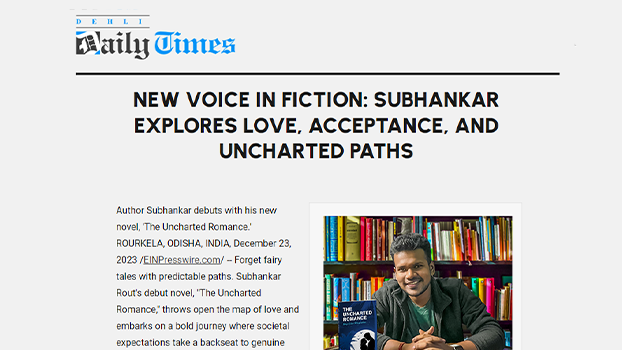 DEHLI
Daily Times
NEW VOICE IN FICTION: SUBHANKAR
EXPLORES LOVE, ACCEPTANCE, AND
UNCHARTED PATHS
Author Subhankar debuts with his new
novel, 'The Uncharted Romance.'
ROURKELA, ODISHA, INDIA, December 23,
2023 /EINPresswire.com/ -- Forget fairy
tales with predictable paths. Subhankar
Rout's debut novel, "The Uncharted
Romance," throws open the map of love and
embarks on a bold journey where societal
expectations take a backseat to genuine
THE
UNCHARTED
ROMANCE